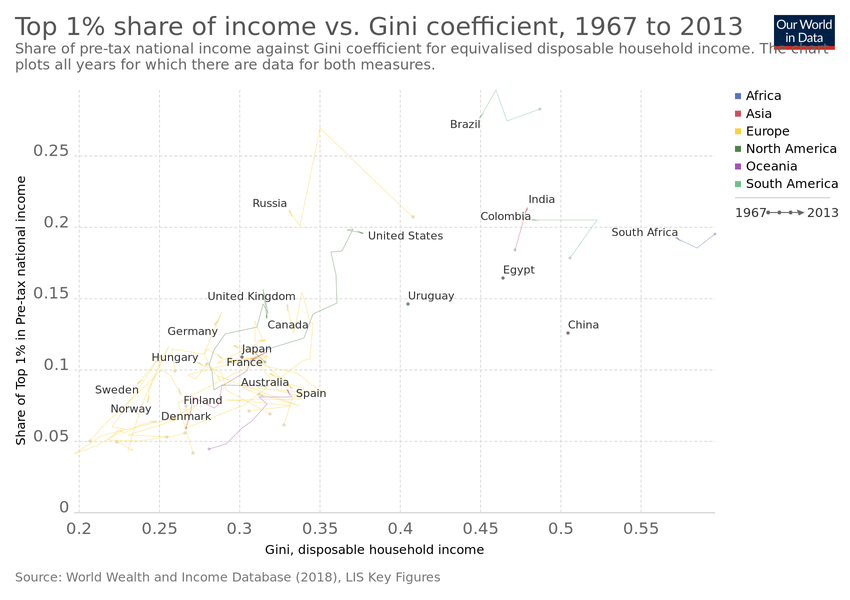 Top 1% share of income vs. Gini coefficient, 1967 to 2013
Our World
in Data
Share of pre-tax national income against Gini coefficient for equivalised disposable household income. The chart
plots all years for which there are data for both measures.
Africa
Asia
Europe
North America
Oceania
South America
1967 2013
Share of Top 1% in Pre-tax national income
0.25
0.2
0.15
0.1
0.05
0
Brazil
Russia
India
Colombia
United States
South Africa
Egypt
United Kingdom
Uruguay
Germany
Canada
China
Japan
Hungary
France
Australia
Sweden
Spain
Finland
Norway
Denmark
0.2 0.25 0.3 0.35 0.4 0.45 0.5 0.55
Gini, disposable household income
Source: World Wealth and Income Database (2018), LIS Key Figures